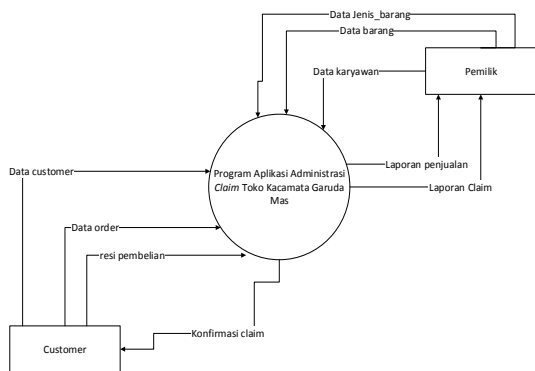 Data Jenis_barang
Data barang
Pemilik
Data karyawan
Program Aplikasi Administrasi
Claim Toko Kacamata Garuda
Mas
Laporan penjualan
Laporan Claim
Data customer
Data order
resi pembelian
Konfirmasi claim
Customer